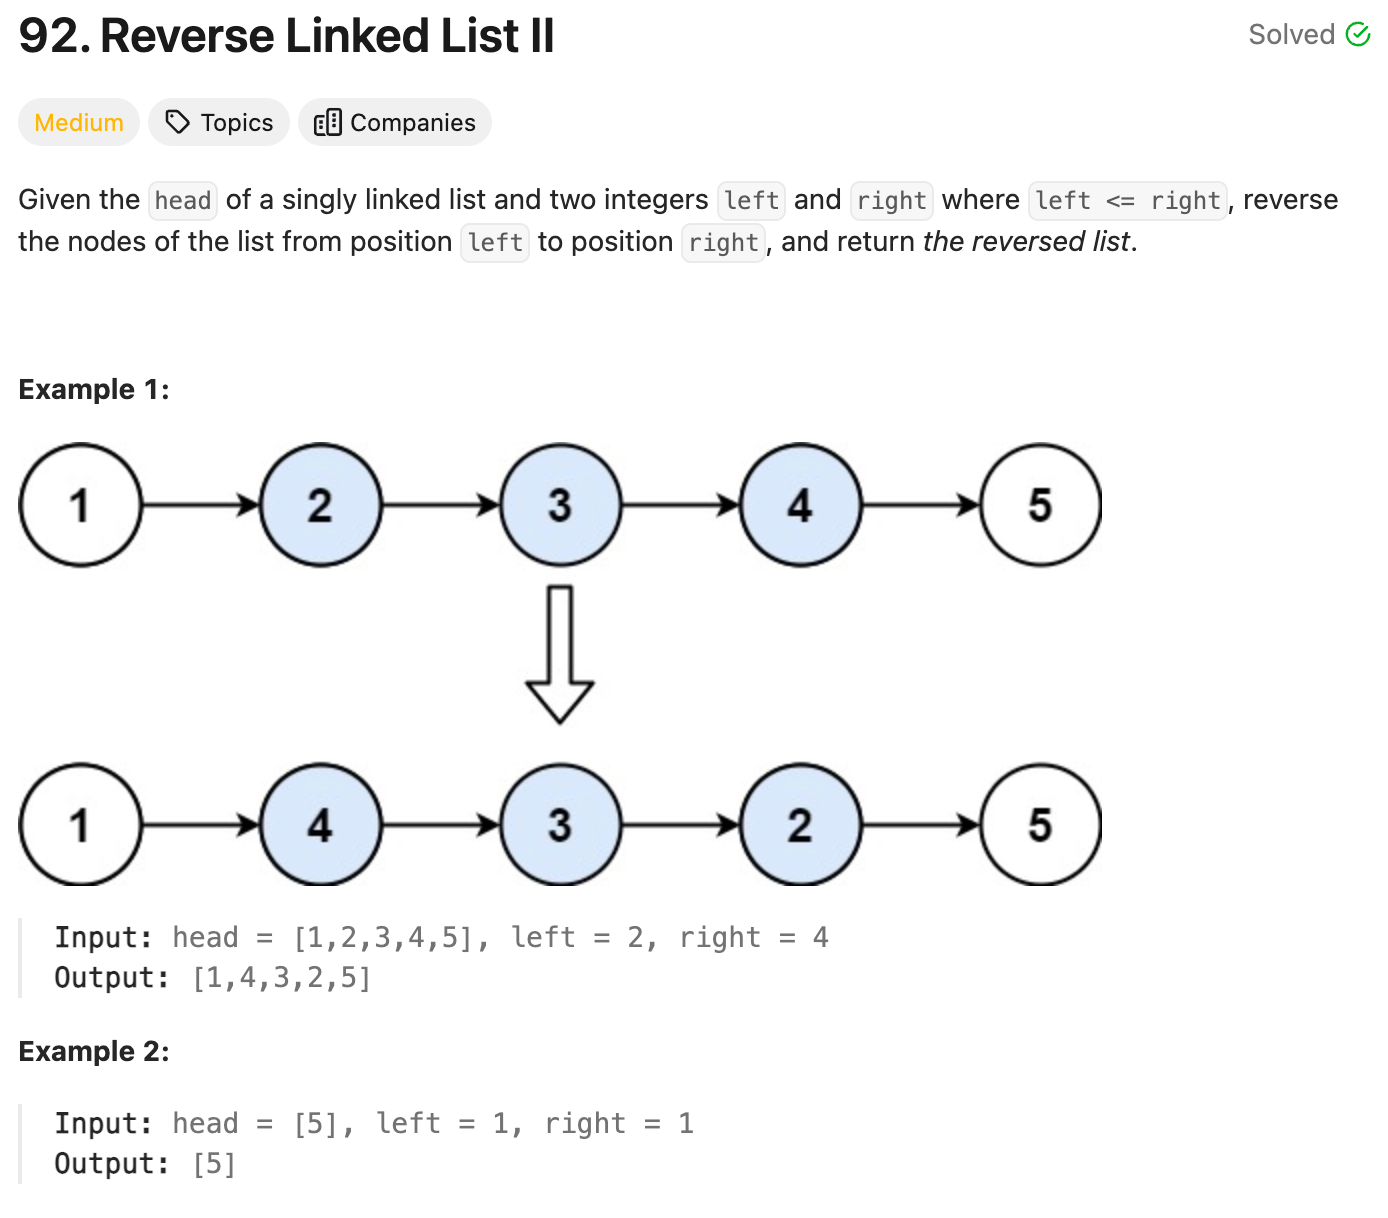 92. Reverse Linked List II
Solved
Medium
Topics
Companies
Given the head of a singly linked list and two integers left and right where left <= right, reverse
the nodes of the list from position left to position right, and return the reversed list.
Example 1:
1 2 3 4 5
1 4 3 2 5
Input: head = [1,2,3,4,5], left = 2, right = 4
Output: [1,4,3,2,5]
Example 2:
Input: head = [5], left = 1, right = 1
Output: [5]